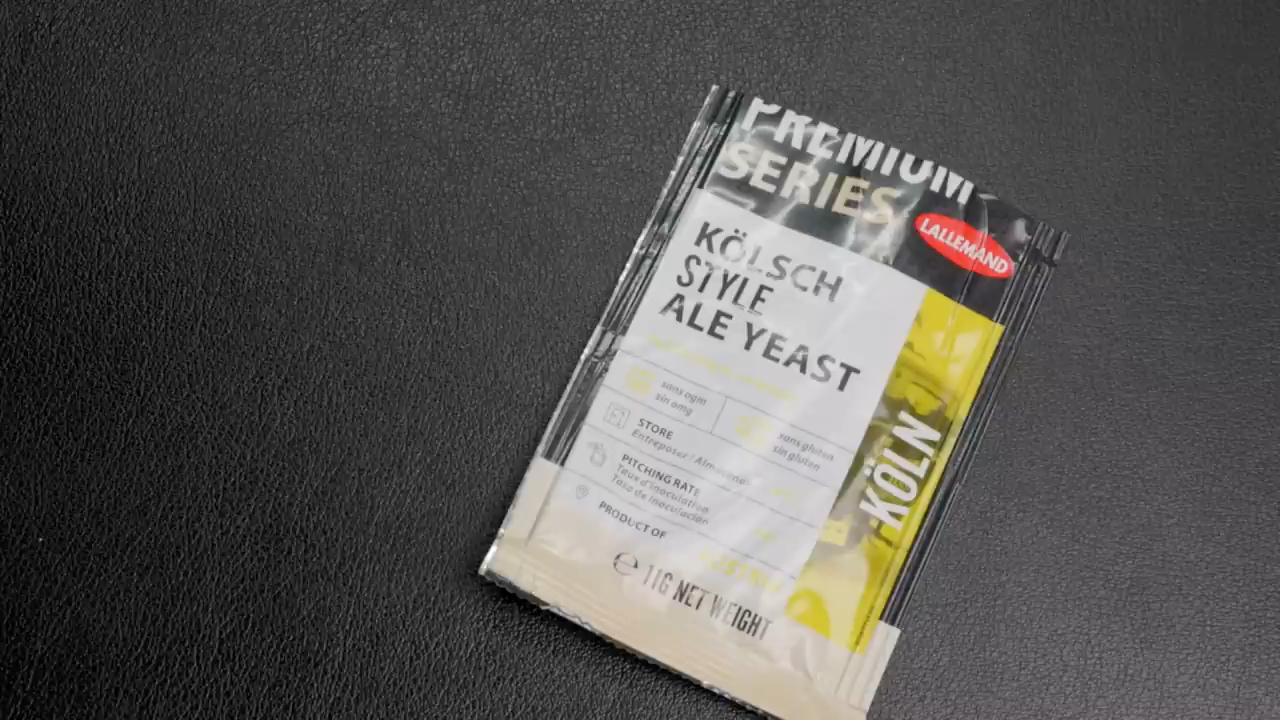 PREMIUM
SERIES
LALLEMAND
KÖLSCH
STYLE
ALE YEAST
sans ogm
sin omg
sans gluten
sin gluten
STORE
Entreposer / Almacenar
PITCHING RATE
Taux d'inoculation
Tasa de inoculación
PRODUCT OF
KÖLN
℮ 11G NET WEIGHT